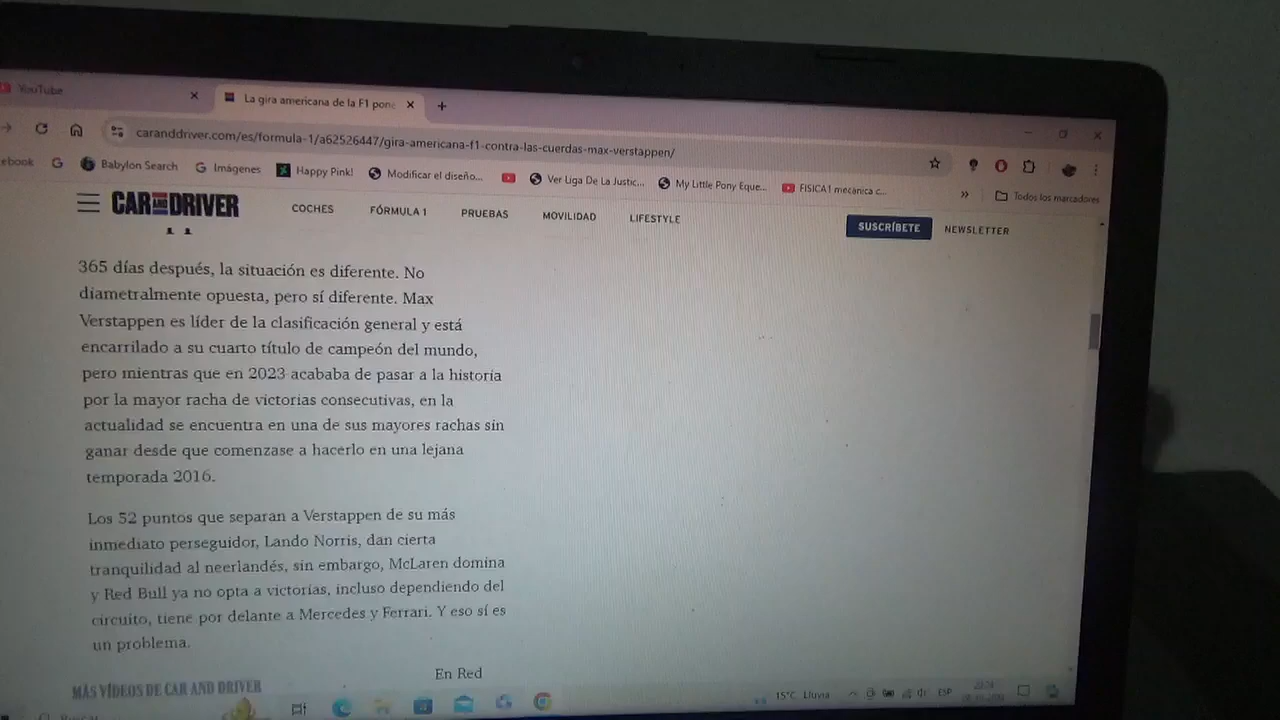 YouTube
La gira americana de la F1 pone
caranddriver.com/es/formula-1/a62526447/gira-americana-f1-contra-las-cuerdas-max-verstappen/
ebook
Babylon Search
Imágenes
Happy Pink!
Modificar el diseño...
Ver Liga De La Justic...
My Little Pony Eque...
FISICA1 mecanica c...
Todos los marcadores
CAR AND DRIVER
COCHES
FÓRMULA 1
PRUEBAS
MOVILIDAD
LIFESTYLE
SUSCRÍBETE
NEWSLETTER
365 días después, la situación es diferente. No
diametralmente opuesta, pero sí diferente. Max
Verstappen es líder de la clasificación general y está
encarrilado a su cuarto título de campeón del mundo,
pero mientras que en 2023 acababa de pasar a la historia
por la mayor racha de victorias consecutivas, en la
actualidad se encuentra en una de sus mayores rachas sin
ganar desde que comenzase a hacerlo en una lejana
temporada 2016.
Los 52 puntos que separan a Verstappen de su más
inmediato perseguidor, Lando Norris, dan cierta
tranquilidad al neerlandés, sin embargo, McLaren domina
y Red Bull ya no opta a victorias, incluso dependiendo del
circuito, tiene por delante a Mercedes y Ferrari. Y eso sí es
un problema.
En Red
MÁS VÍDEOS DE CAR AND DRIVER
15°C Lluvia
ESP